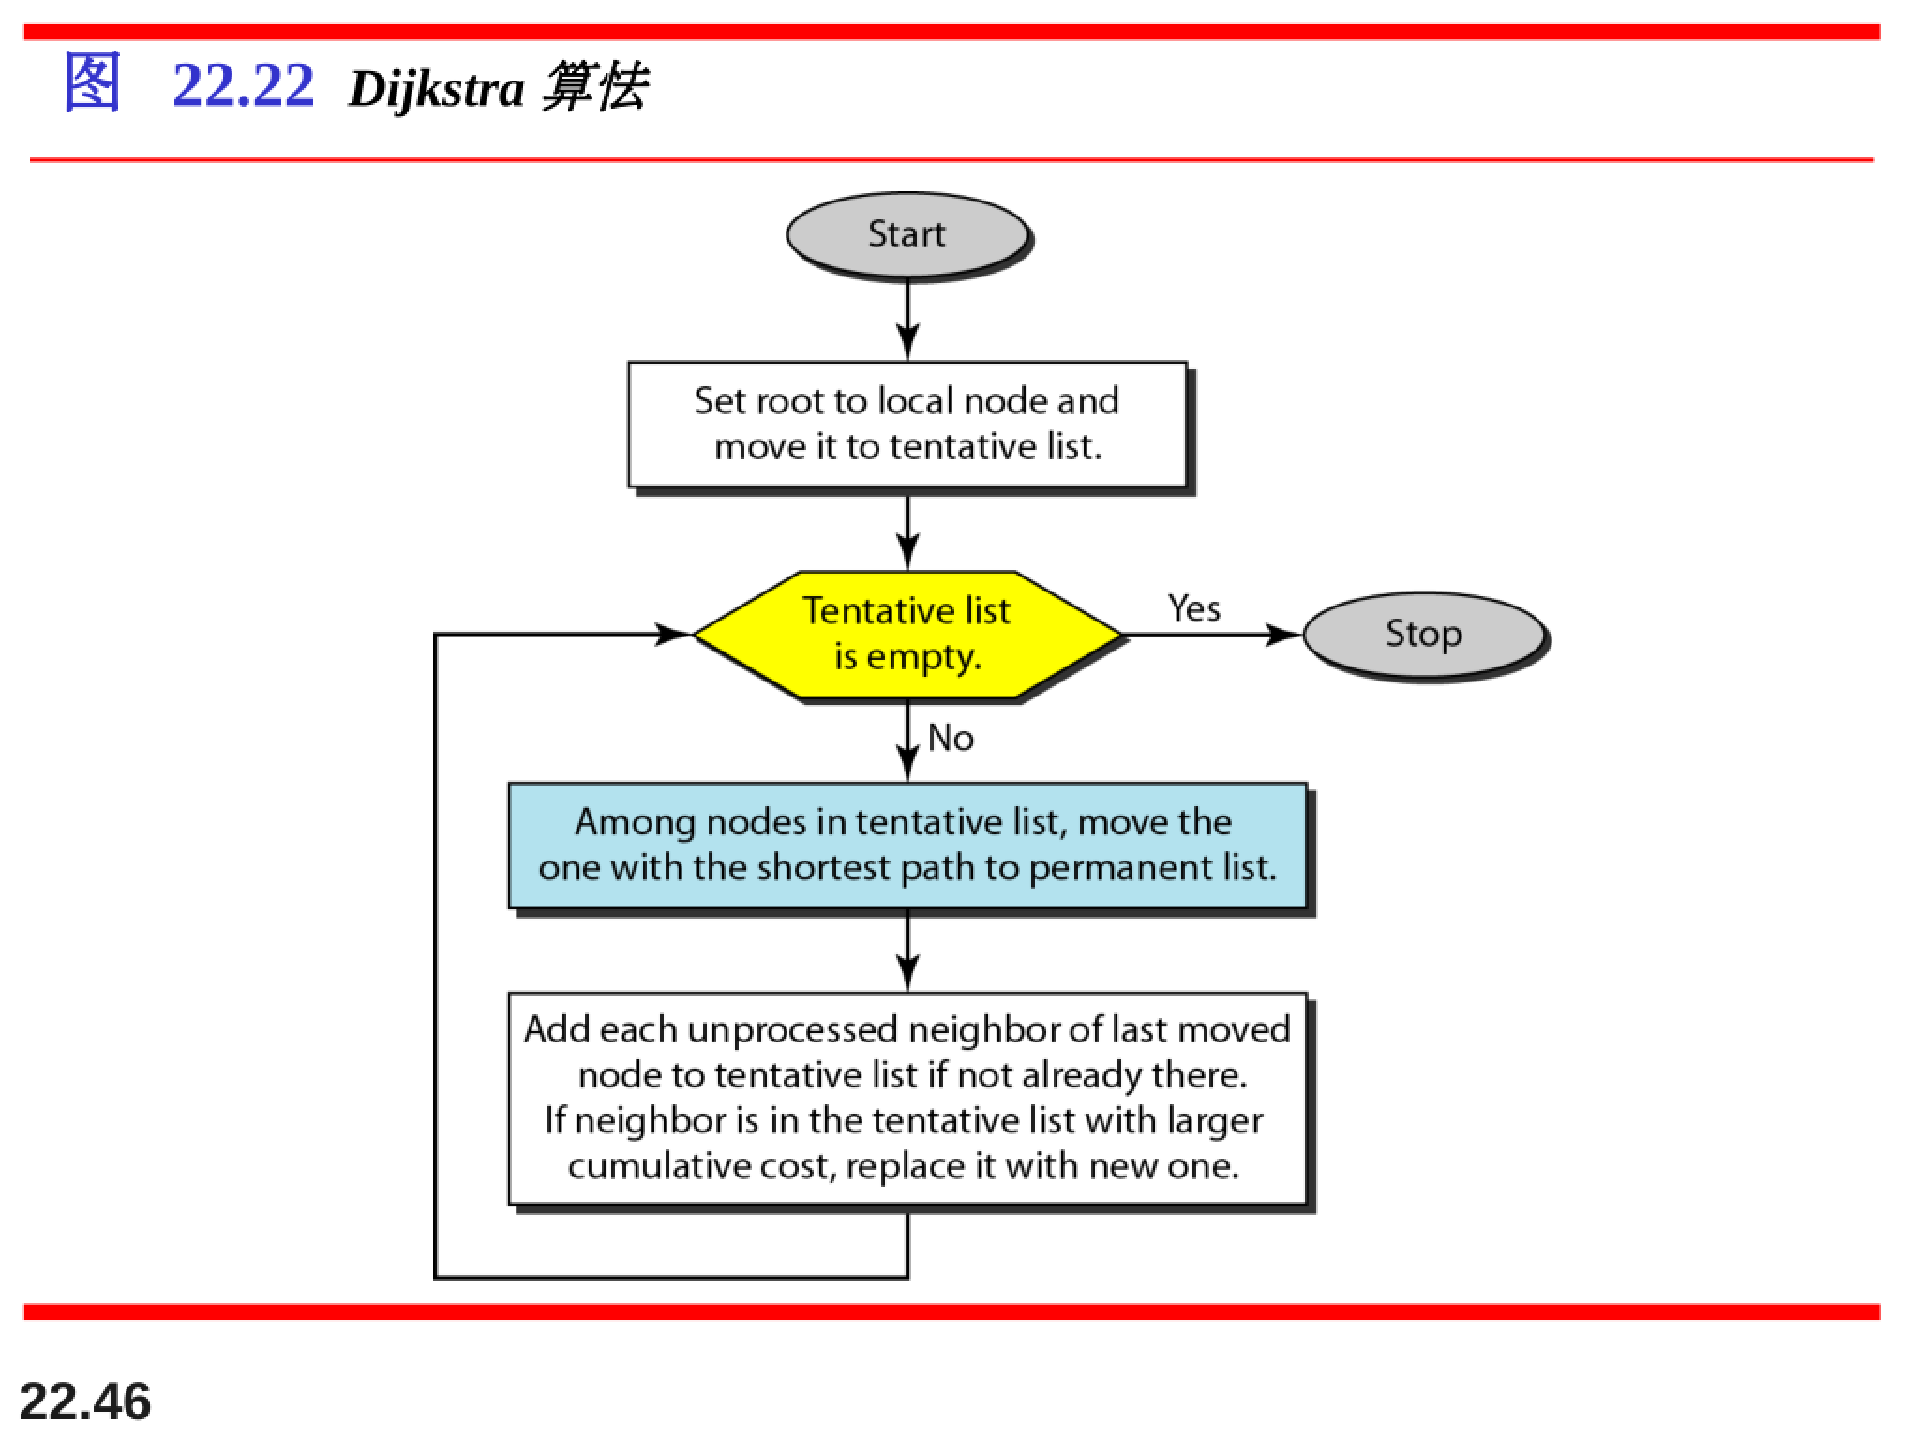 图 22.22 Dijkstra 算怯
Start
Set root to local node and
move it to tentative list.
Tentative list
is empty.
Yes
Stop
No
Among nodes in tentative list, move the
one with the shortest path to permanent list.
Add each unprocessed neighbor of last moved
node to tentative list if not already there.
If neighbor is in the tentative list with larger
cumulative cost, replace it with new one.
22.46